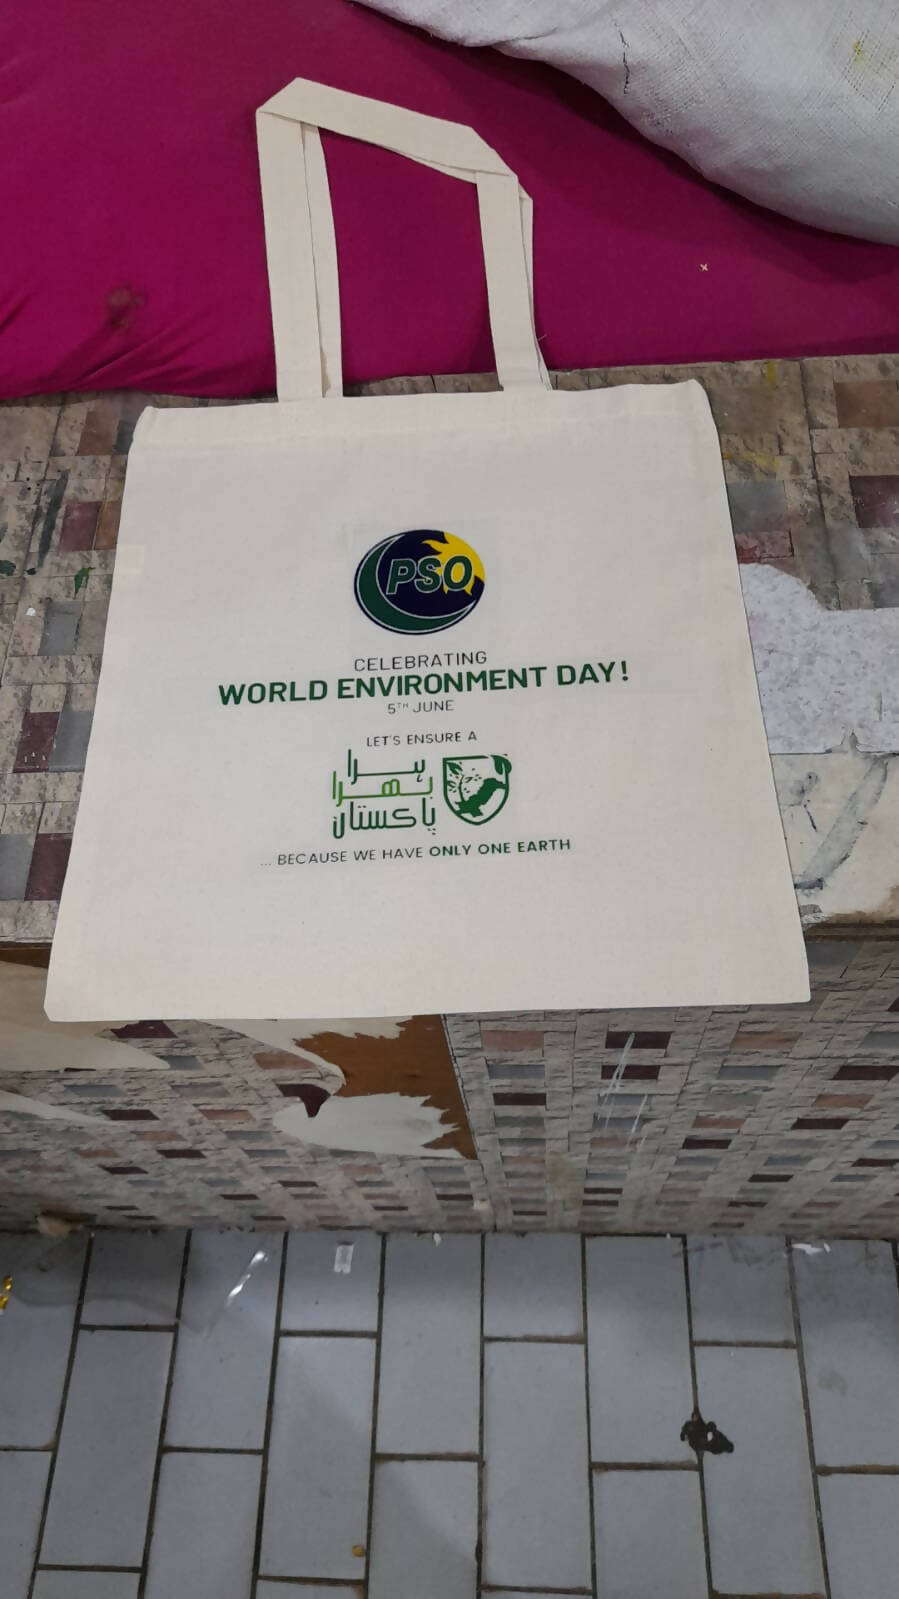 PSO
CELEBRATING
WORLD ENVIRONMENT DAY!
5TH JUNE
LET'S ENSURE A
ہرا
بھرا
پاکستان
... BECAUSE WE HAVE ONLY ONE EARTH